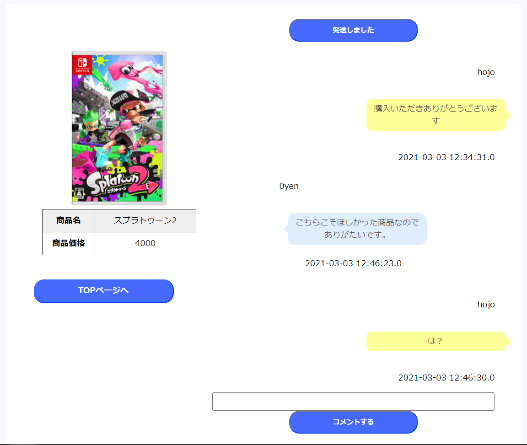 発送しました
hojo
購入いただきありがとうございま
す
2021-03-03 12:34:31.0
0yen
こちらこそほしかった商品なので
ありがたいです。
2021-03-03 12:46:23.0
hojo
は？
2021-03-03 12:46:30.0
コメントする
Splatoon 2
商品名 スプラトゥーン2
商品価格 4000
TOPページへ